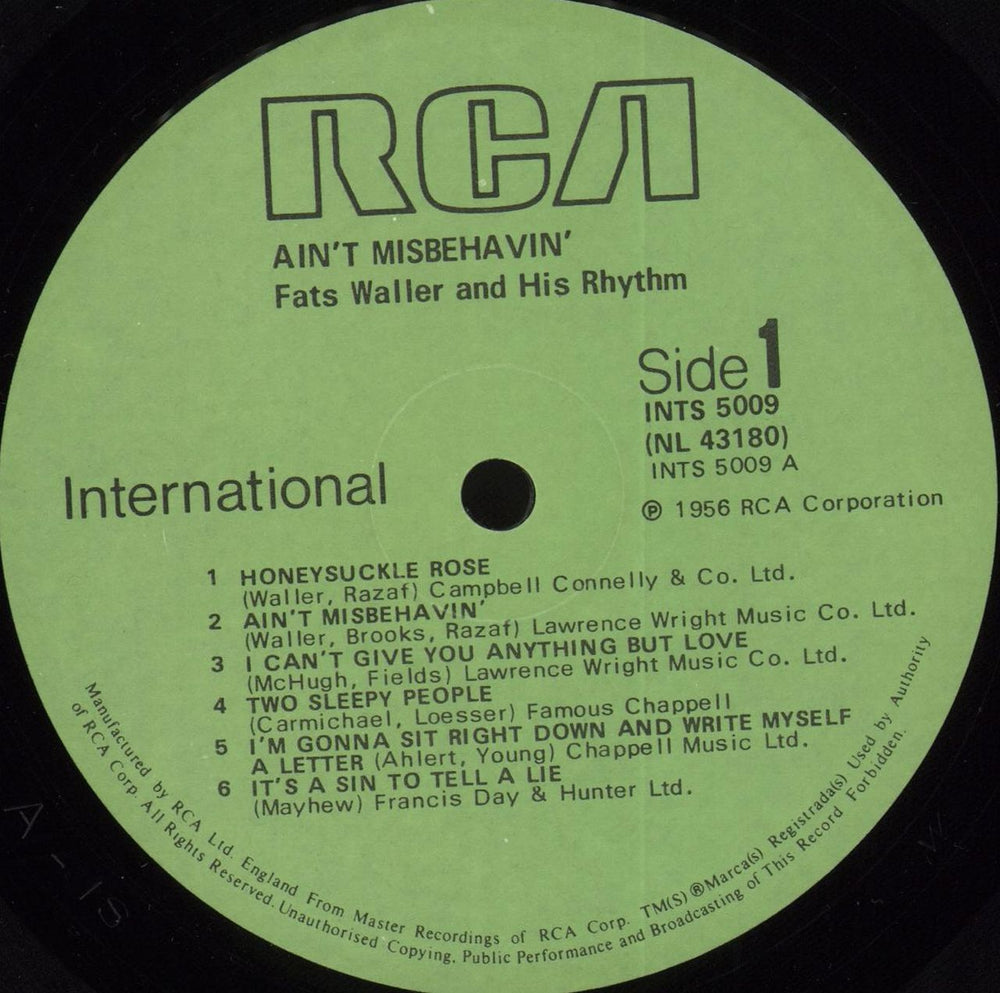 RCA
AIN'T MISBEHAVIN'
Fats Waller and His Rhythm
Side 1
INTS 5009
(NL 43180)
INTS 5009 A
International
℗ 1956 RCA Corporation
1 HONEYSUCKLE ROSE
(Waller, Razaf) Campbell Connelly & Co. Ltd.
2 AIN'T MISBEHAVIN'
(Waller, Brooks, Razaf) Lawrence Wright Music Co. Ltd.
3 I CAN'T GIVE YOU ANYTHING BUT LOVE
(McHugh, Fields) Lawrence Wright Music Co. Ltd.
4 TWO SLEEPY PEOPLE
(Carmichael, Loesser) Famous Chappell
5 I'M GONNA SIT RIGHT DOWN AND WRITE MYSELF
A LETTER (Ahlert, Young) Chappell Music Ltd.
6 IT'S A SIN TO TELL A LIE
(Mayhew) Francis Day & Hunter Ltd.
Manufactured by RCA Ltd. England From Master Recordings of RCA Corp. TM(S) ® Marca(s) Registrada(s) Used by Authority
of RCA Corp. All Rights Reserved. Unauthorised Copying, Public Performance and Broadcasting of This Record Forbidden.